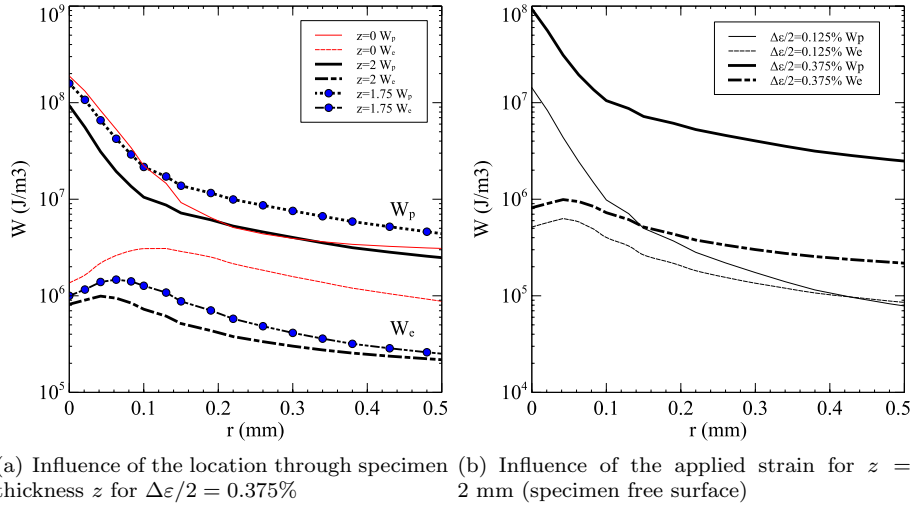 10⁹
10⁸
10⁷
10⁶
10⁵
W (J/m3)
0 0.1 0.2 0.3 0.4 0.5
r (mm)
z=0 Wₚ
z=0 Wₑ
z=2 Wₚ
z=2 Wₑ
z=1.75 Wₚ
z=1.75 Wₑ
Wₚ
Wₑ
10⁸
10⁷
10⁶
10⁵
10⁴
W (J/m3)
0 0.1 0.2 0.3 0.4 0.5
r (mm)
Δε/2=0.125% Wp
Δε/2=0.125% We
Δε/2=0.375% Wp
Δε/2=0.375% We
(a) Influence of the location through specimen
thickness z for Δε/2 = 0.375%
(b) Influence of the applied strain for z =
2 mm (specimen free surface)